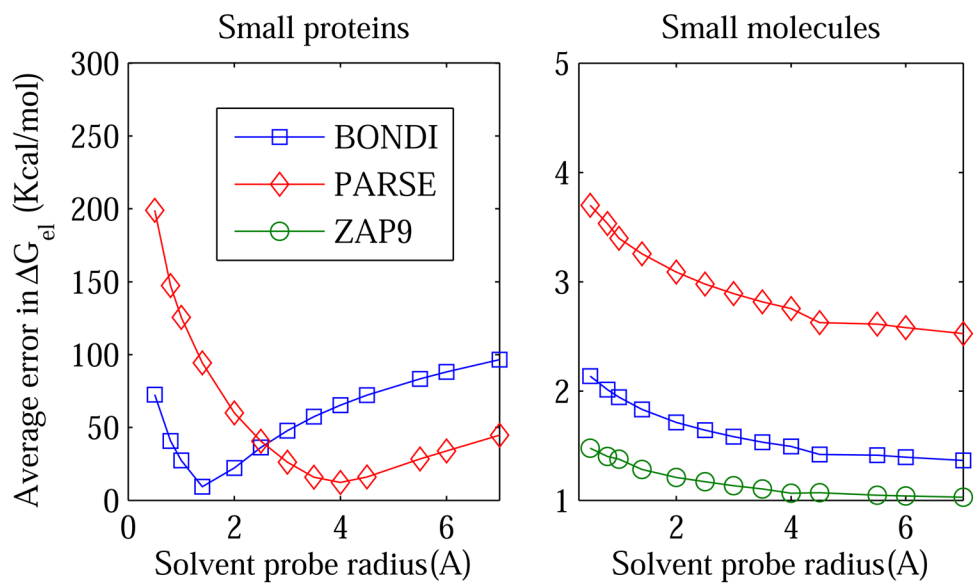 Small proteins
Small molecules
Average error in ΔG_el (Kcal/mol)
300
250
200
150
100
50
0
BONDI
PARSE
ZAP9
0
2
4
6
Solvent probe radius(A)
5
4
3
2
1
2
4
6
Solvent probe radius(A)